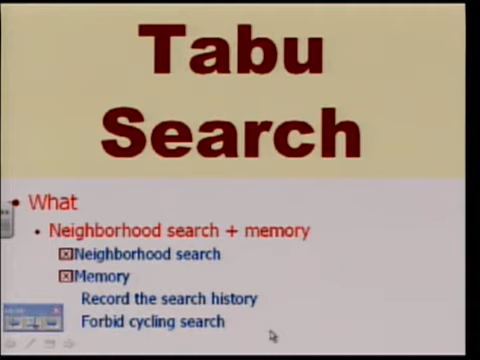 Tabu
Search
What
Neighborhood search + memory
Neighborhood search
Memory
Record the search history
Forbid cycling search